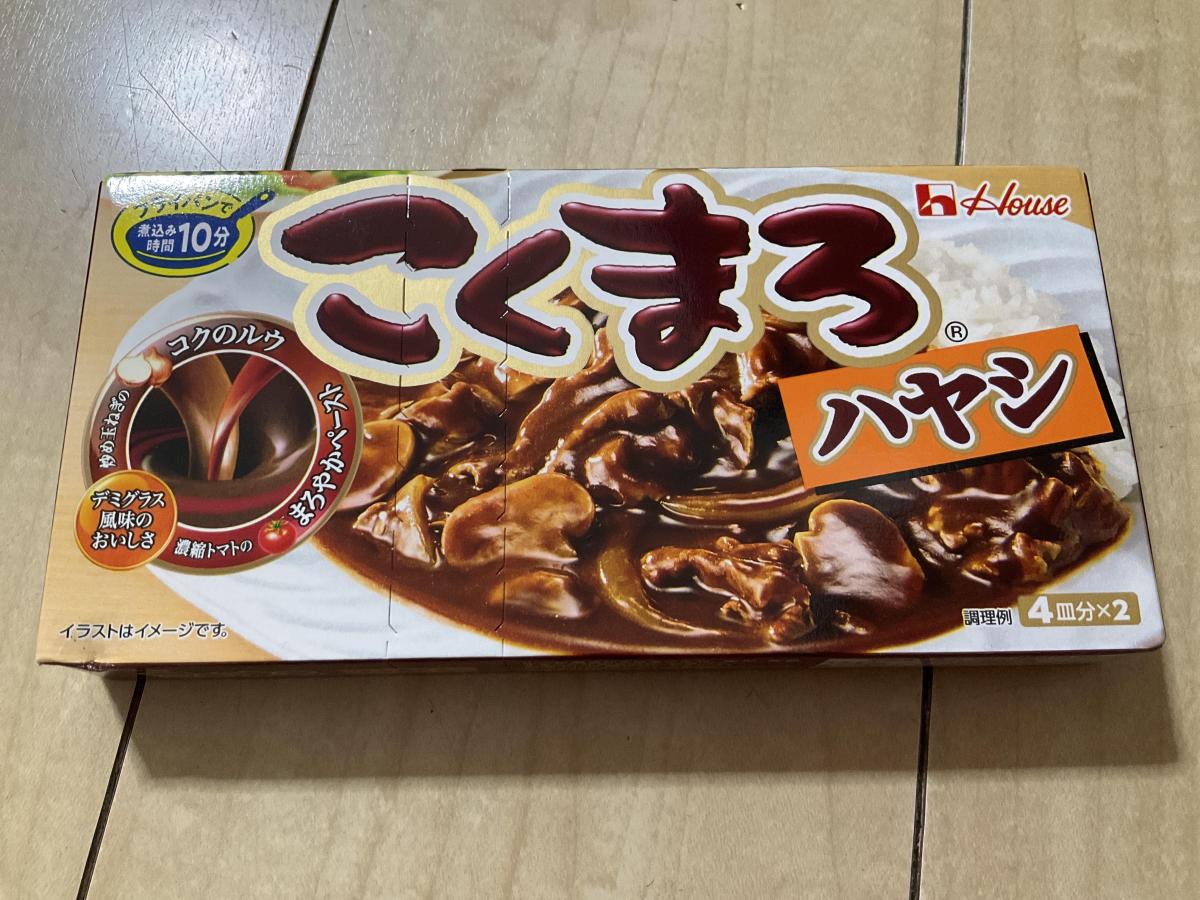 フライパンで
煮込み
時間10分
こくまろ®
House
ハヤシ
コクのルゥ
炒め玉ねぎの
まろやかペースト
濃縮トマトの
デミグラス
風味の
おいしさ
イラストはイメージです。
調理例 4皿分×2